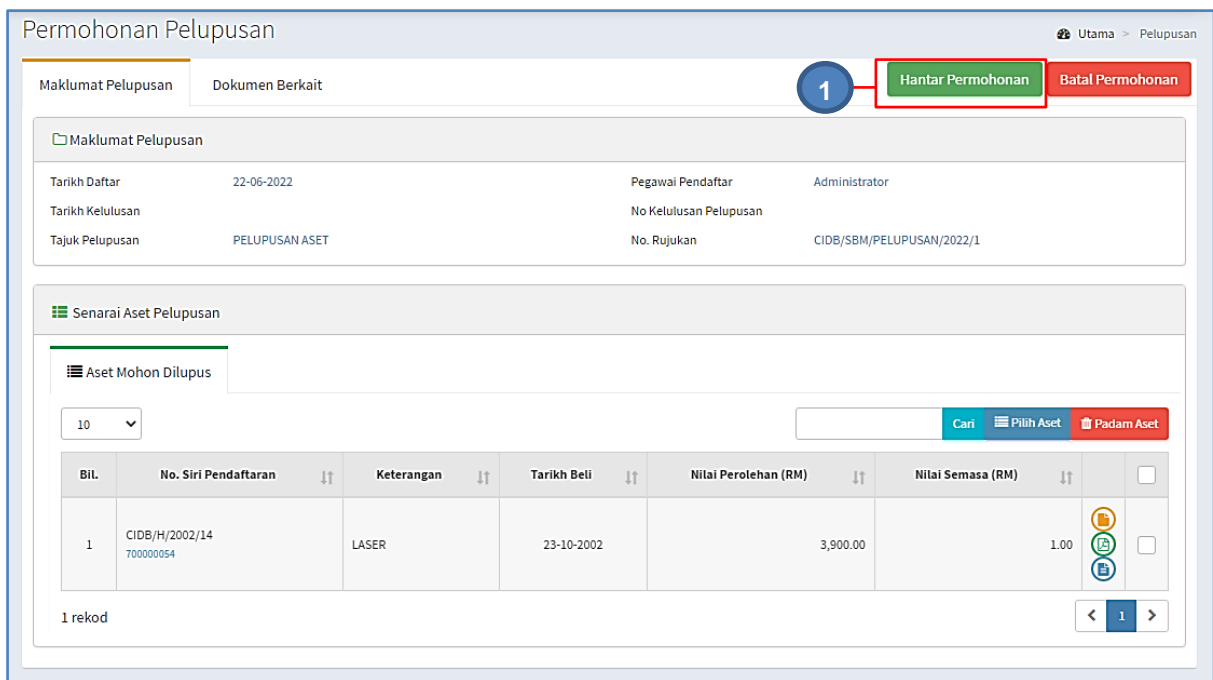 Permohonan Pelupusan
Utama > Pelupusan
Maklumat Pelupusan Dokumen Berkait 1 Hantar Permohonan Batal Permohonan
Maklumat Pelupusan
Tarikh Daftar 22-06-2022 Pegawai Pendaftar Administrator
Tarikh Kelulusan No Kelulusan Pelupusan
Tajuk Pelupusan PELUPUSAN ASET No. Rujukan CIDB/SBM/PELUPUSAN/2022/1
Senarai Aset Pelupusan
Aset Mohon Dilupus
10 Cari Pilih Aset Padam Aset
Bil. No. Siri Pendaftaran Keterangan Tarikh Beli Nilai Perolehan (RM) Nilai Semasa (RM)
1 CIDB/H/2002/14 LASER 23-10-2002 3,900.00 1.00
700000054
1 rekod < 1 >